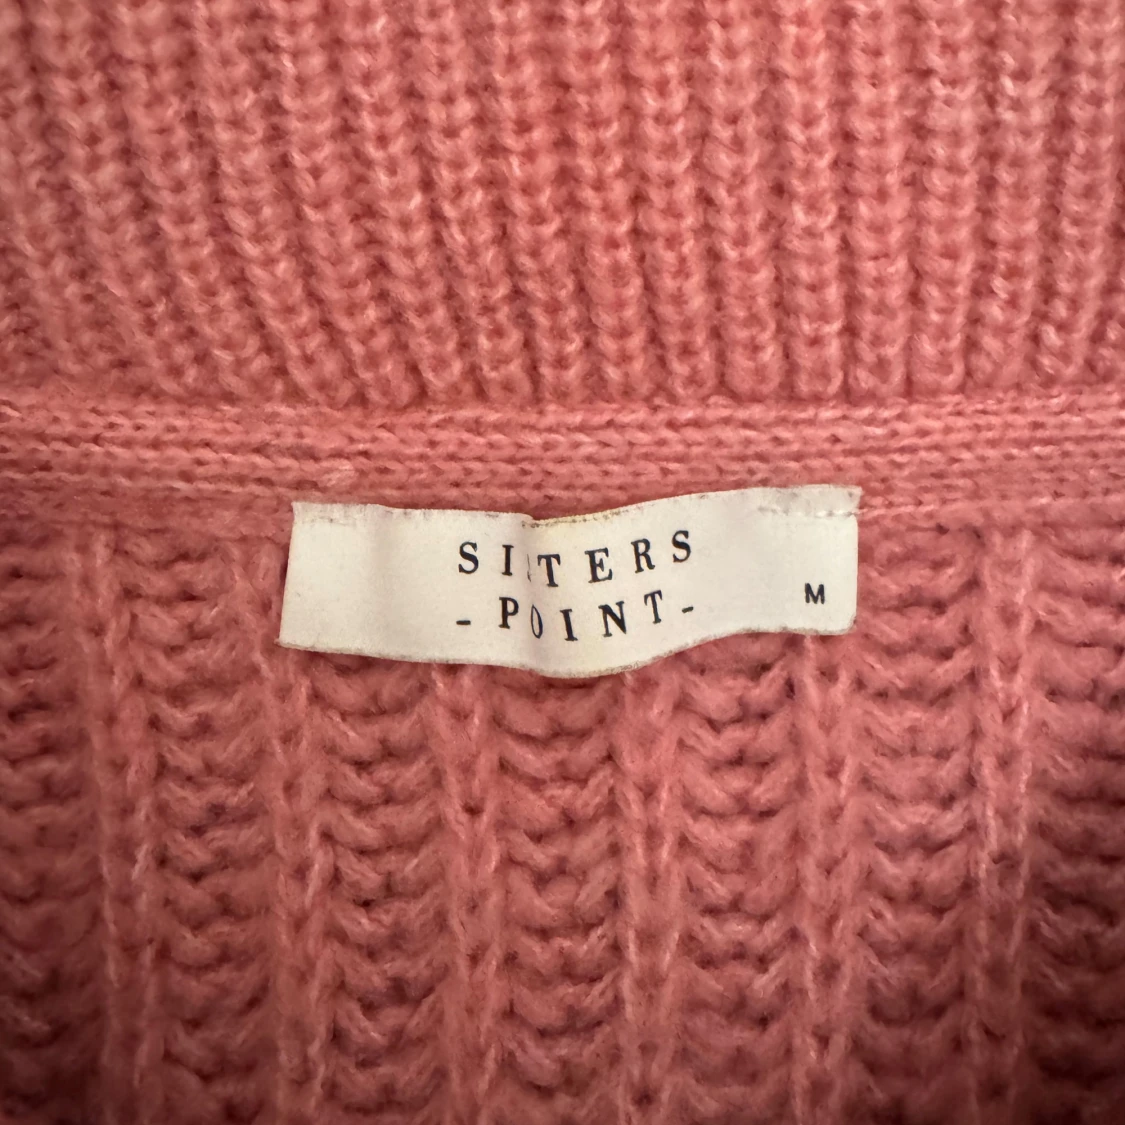 SISTERS
- POINT -
M